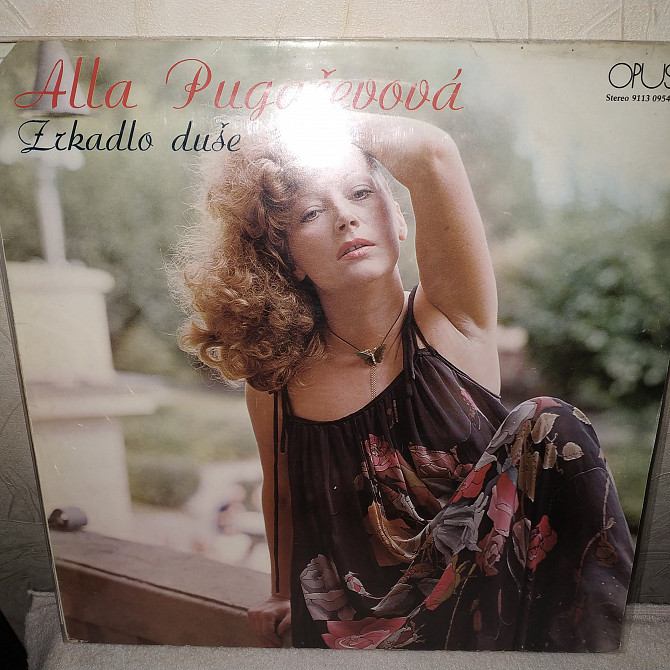 Alla Pugačevová
Zrkadlo duše
OPUS
Stereo 9113 0954